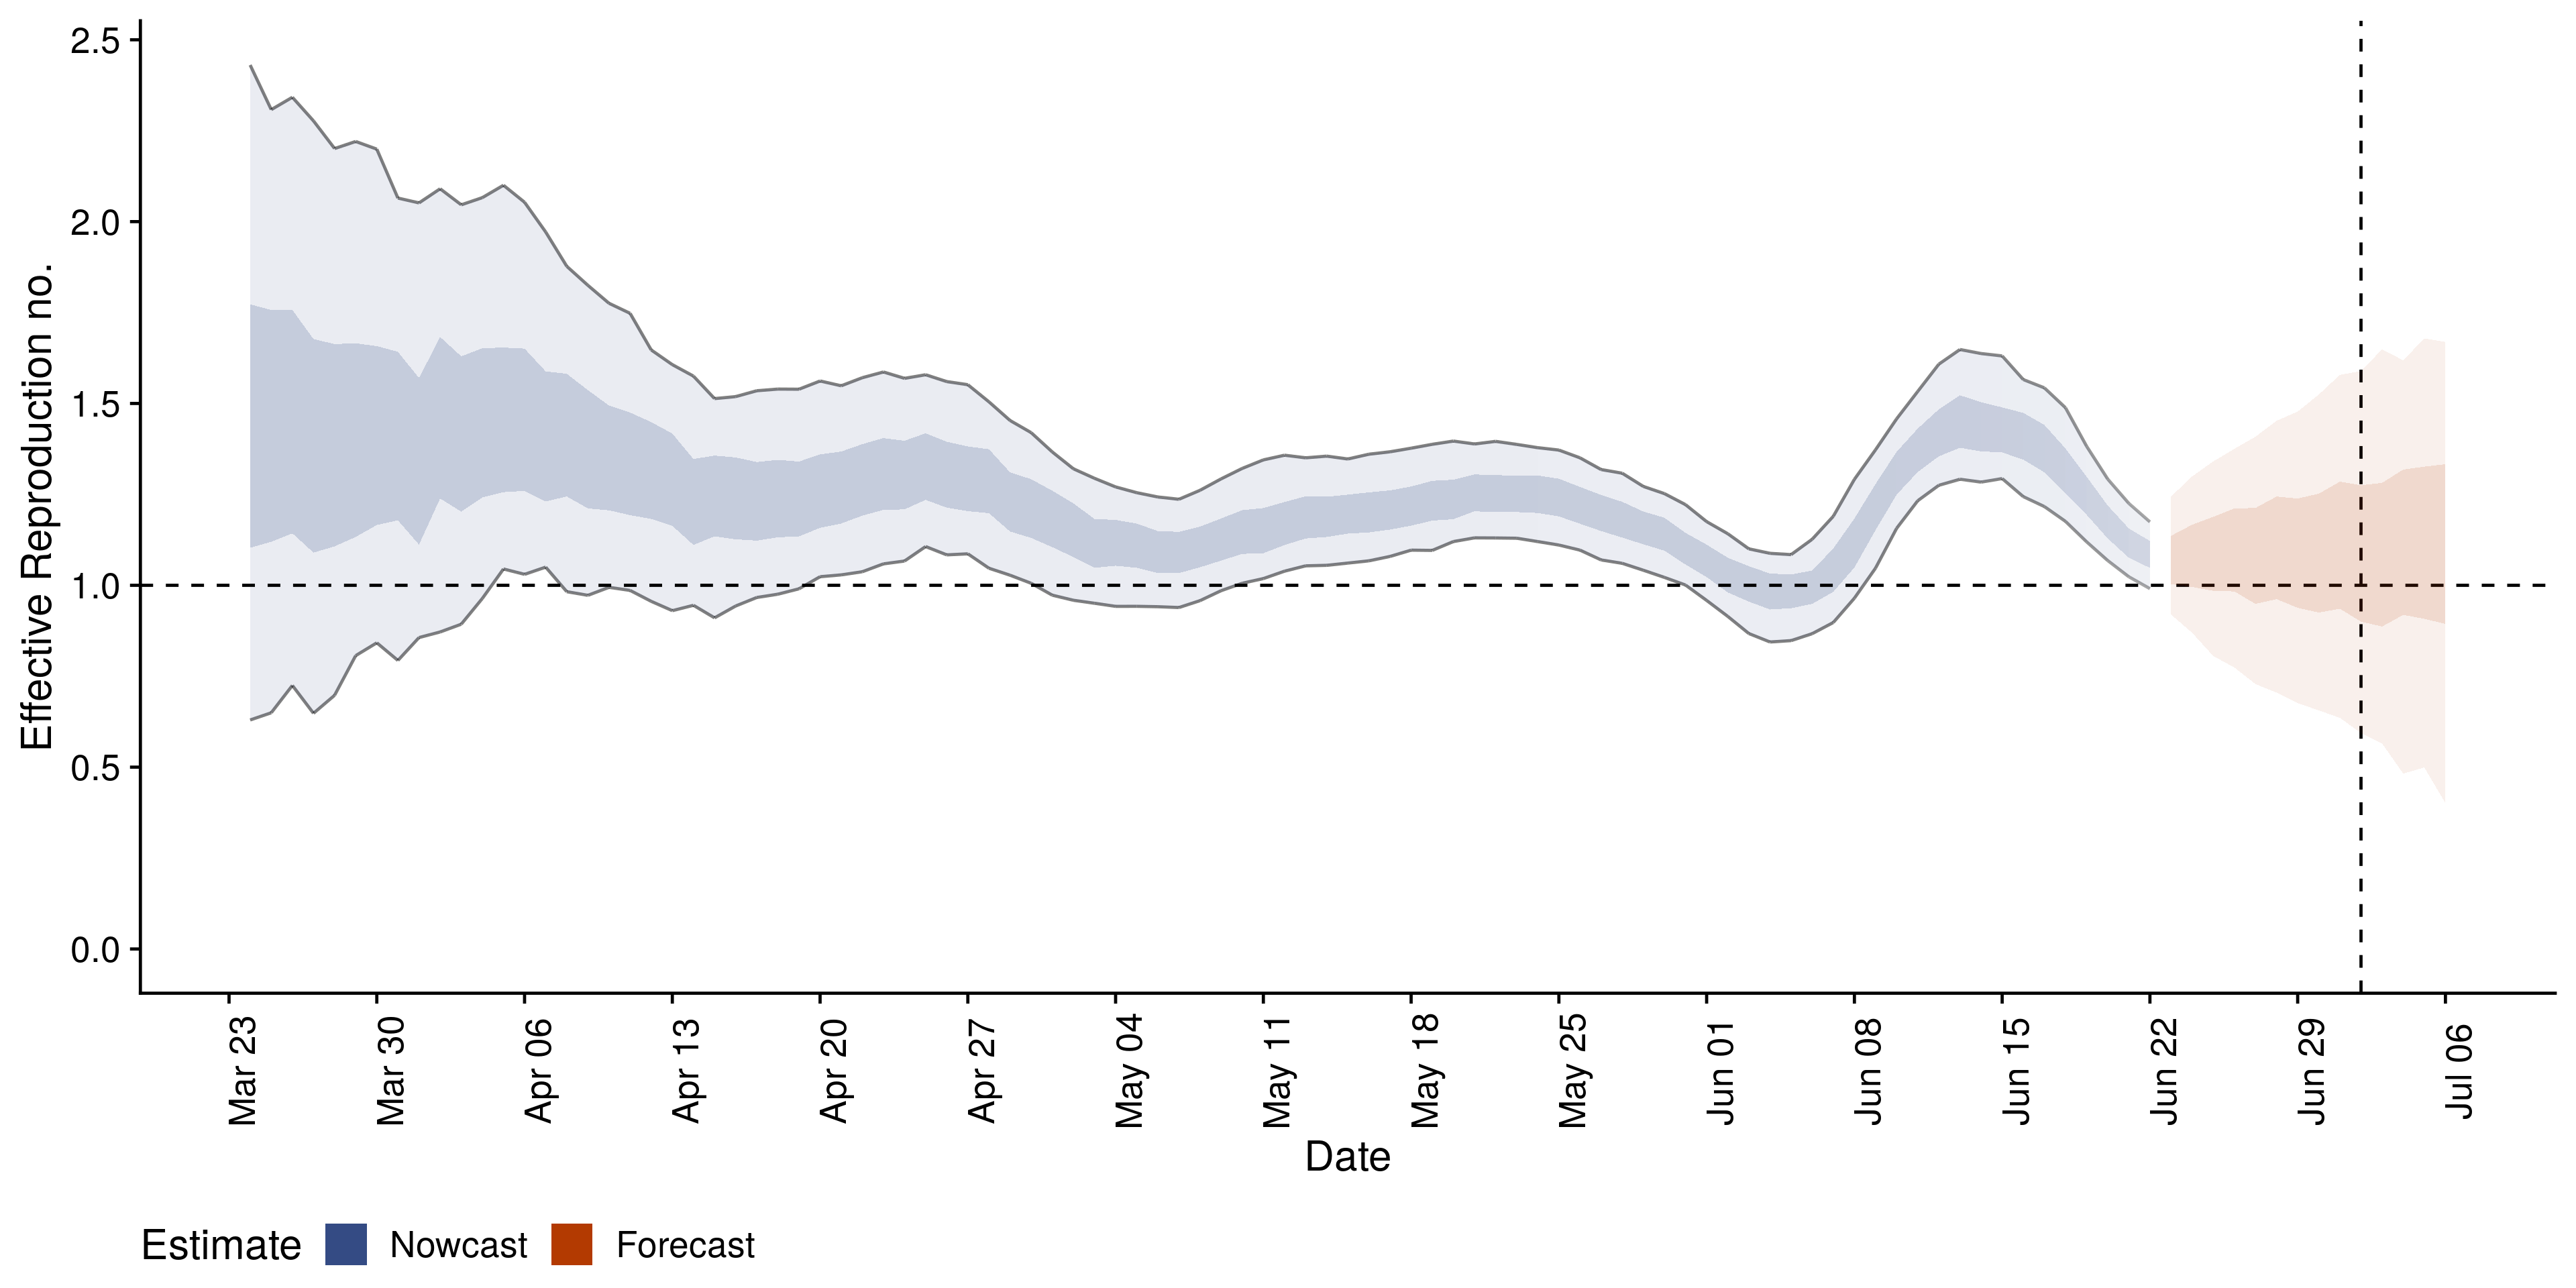 Effective Reproduction no.
2.5
2.0
1.5
1.0
0.5
0.0
Mar 23
Mar 30
Apr 06
Apr 13
Apr 20
Apr 27
May 04
May 11
May 18
May 25
Jun 01
Jun 08
Jun 15
Jun 22
Jun 29
Jul 06
Date
Estimate Nowcast Forecast